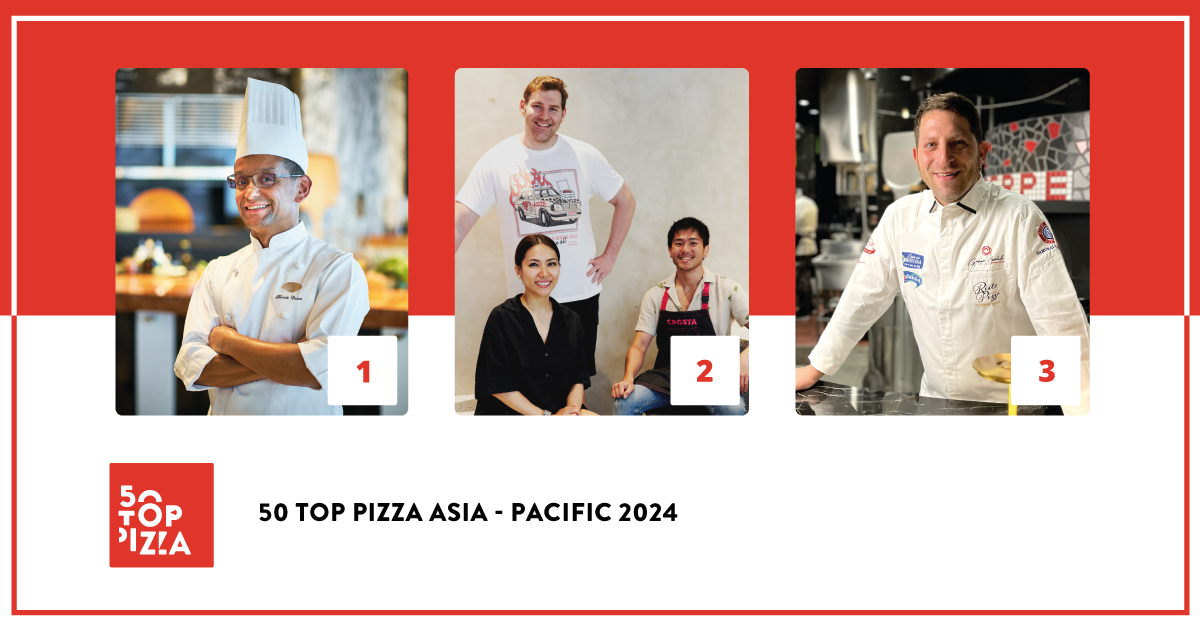 1
2
3
CROSTA
50
TOP
PIZZA
50 TOP PIZZA ASIA - PACIFIC 2024